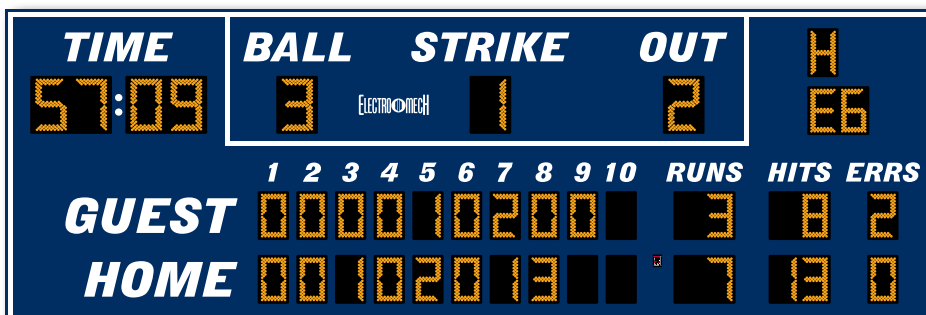 TIME BALL STRIKE OUT H
57:09 3 ELECTRO-MECH 1 2 E6
1 2 3 4 5 6 7 8 9 10 RUNS HITS ERRS
GUEST 0 0 0 0 1 0 2 0 0 3 8 2
HOME 0 0 1 0 2 0 1 3 7 13 0